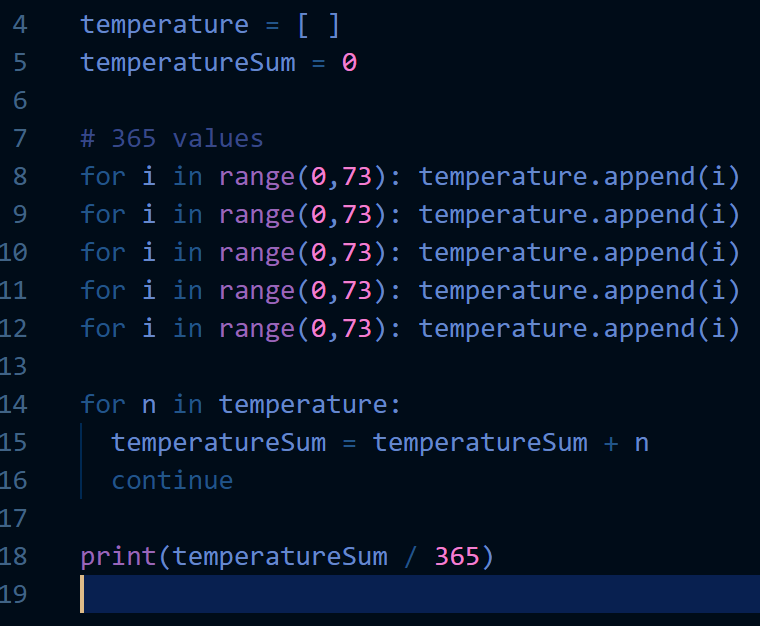 4 temperature = [ ]
5 temperatureSum = 0
6
7 # 365 values
8 for i in range(0,73): temperature.append(i)
9 for i in range(0,73): temperature.append(i)
10 for i in range(0,73): temperature.append(i)
11 for i in range(0,73): temperature.append(i)
12 for i in range(0,73): temperature.append(i)
13
14 for n in temperature:
15   temperatureSum = temperatureSum + n
16   continue
17
18 print(temperatureSum / 365)
19